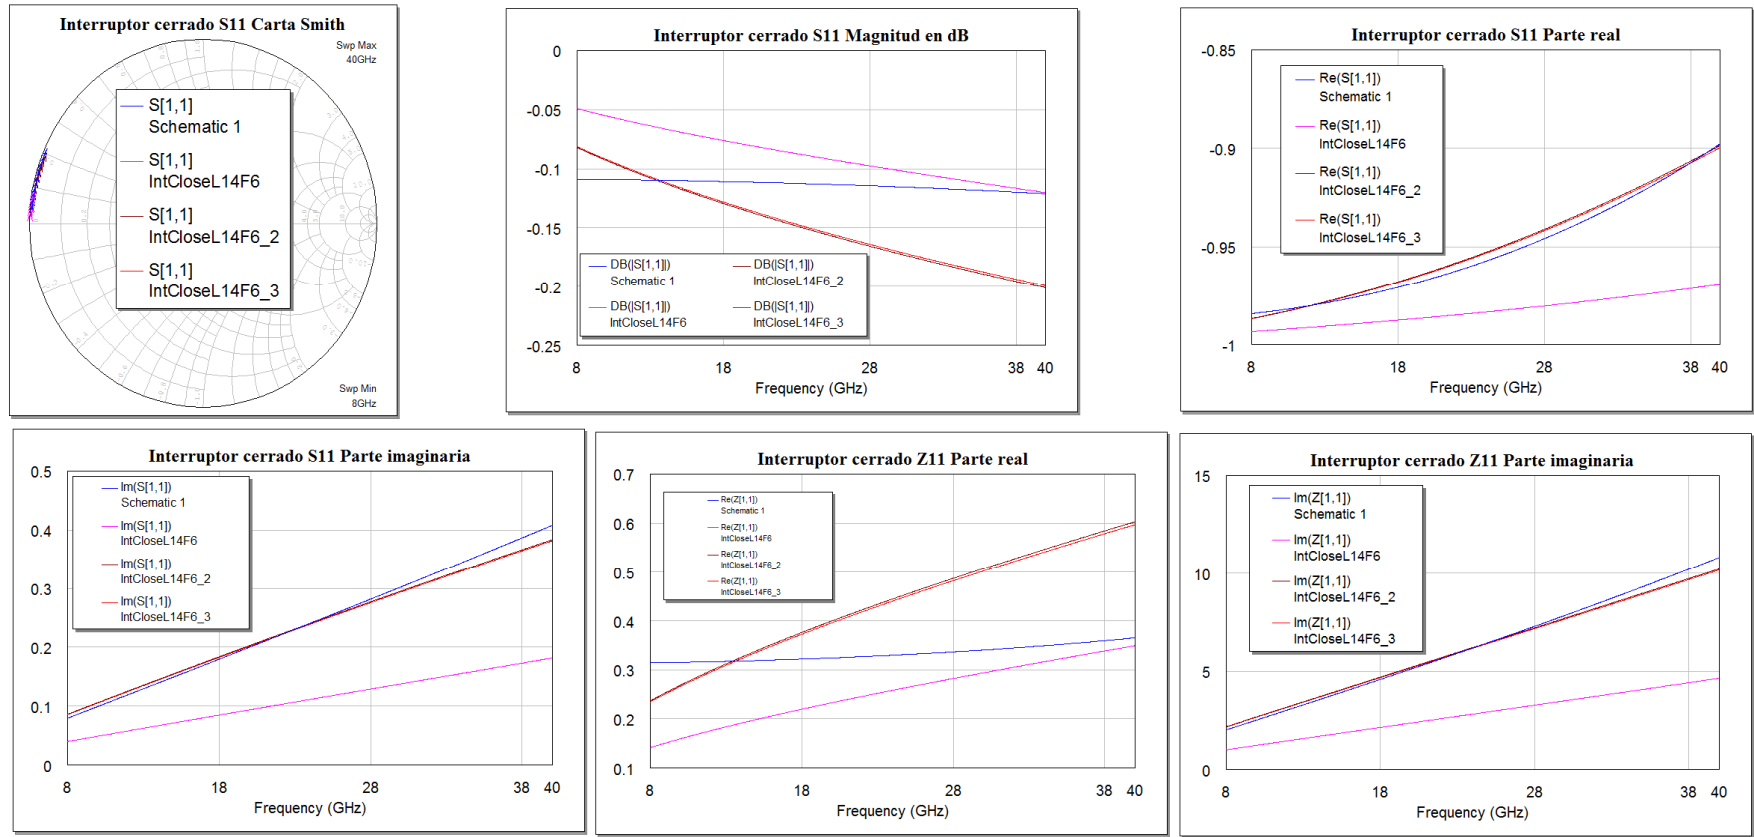 Interruptor cerrado S11 Carta Smith
Swp Max
40GHz
S[1,1]
Schematic 1
S[1,1]
IntCloseL14F6
S[1,1]
IntCloseL14F6_2
S[1,1]
IntCloseL14F6_3
Swp Min
8GHz
Interruptor cerrado S11 Magnitud en dB
0
-0.05
-0.1
-0.15
-0.2
-0.25
DB(|S[1,1]|)
Schematic 1
DB(|S[1,1]|)
IntCloseL14F6_2
DB(|S[1,1]|)
IntCloseL14F6
DB(|S[1,1]|)
IntCloseL14F6_3
8 18 28 38 40
Frequency (GHz)
Interruptor cerrado S11 Parte real
-0.85
-0.9
-0.95
-1
Re(S[1,1])
Schematic 1
Re(S[1,1])
IntCloseL14F6
Re(S[1,1])
IntCloseL14F6_2
Re(S[1,1])
IntCloseL14F6_3
8 18 28 38 40
Frequency (GHz)
Interruptor cerrado S11 Parte imaginaria
0.5
0.4
0.3
0.2
0.1
0
Im(S[1,1])
Schematic 1
Im(S[1,1])
IntCloseL14F6
Im(S[1,1])
IntCloseL14F6_2
Im(S[1,1])
IntCloseL14F6_3
8 18 28 38 40
Frequency (GHz)
Interruptor cerrado Z11 Parte real
0.7
0.6
0.5
0.4
0.3
0.2
0.1
Re(Z[1,1])
Schematic 1
Re(Z[1,1])
IntCloseL14F6
Re(Z[1,1])
IntCloseL14F6_2
Re(Z[1,1])
IntCloseL14F6_3
8 18 28 38 40
Frequency (GHz)
Interruptor cerrado Z11 Parte imaginaria
15
10
5
0
Im(Z[1,1])
Schematic 1
Im(Z[1,1])
IntCloseL14F6
Im(Z[1,1])
IntCloseL14F6_2
Im(Z[1,1])
IntCloseL14F6_3
8 18 28 38 40
Frequency (GHz)